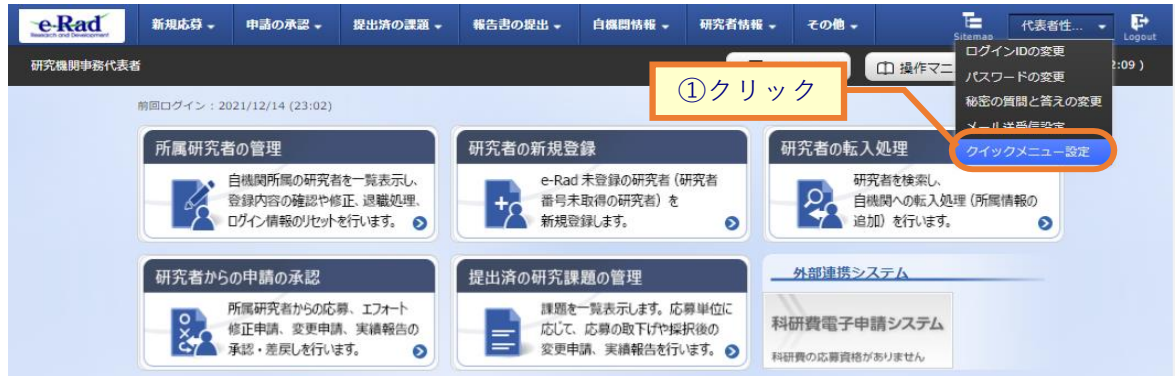 e-Rad
Research and Development
新規応募
申請の承認
提出済の課題
報告書の提出
自機関情報
研究者情報
その他
Sitemap
代表者性...
Logout
研究機関事務代表者
操作マニ
2:09 )
ログインIDの変更
パスワードの変更
秘密の質問と答えの変更
メール送受信設定
クイックメニュー設定
①クリック
前回ログイン : 2021/12/14 (23:02)
所属研究者の管理
自機関所属の研究者を一覧表示し、
登録内容の確認や修正、退職処理、
ログイン情報のリセットを行います。
研究者の新規登録
e-Rad 未登録の研究者 (研究者
番号未取得の研究者) を
新規登録します。
研究者の転入処理
研究者を検索し、
自機関への転入処理 (所属情報の
追加) を行います。
研究者からの申請の承認
所属研究者からの応募、エフォート
修正申請、変更申請、実績報告の
承認・差戻しを行います。
提出済の研究課題の管理
課題を一覧表示します。応募単位に
応じて、応募の取下げや採択後の
変更申請、実績報告を行います。
外部連携システム
科研費電子申請システム
科研費の応募資格がありません